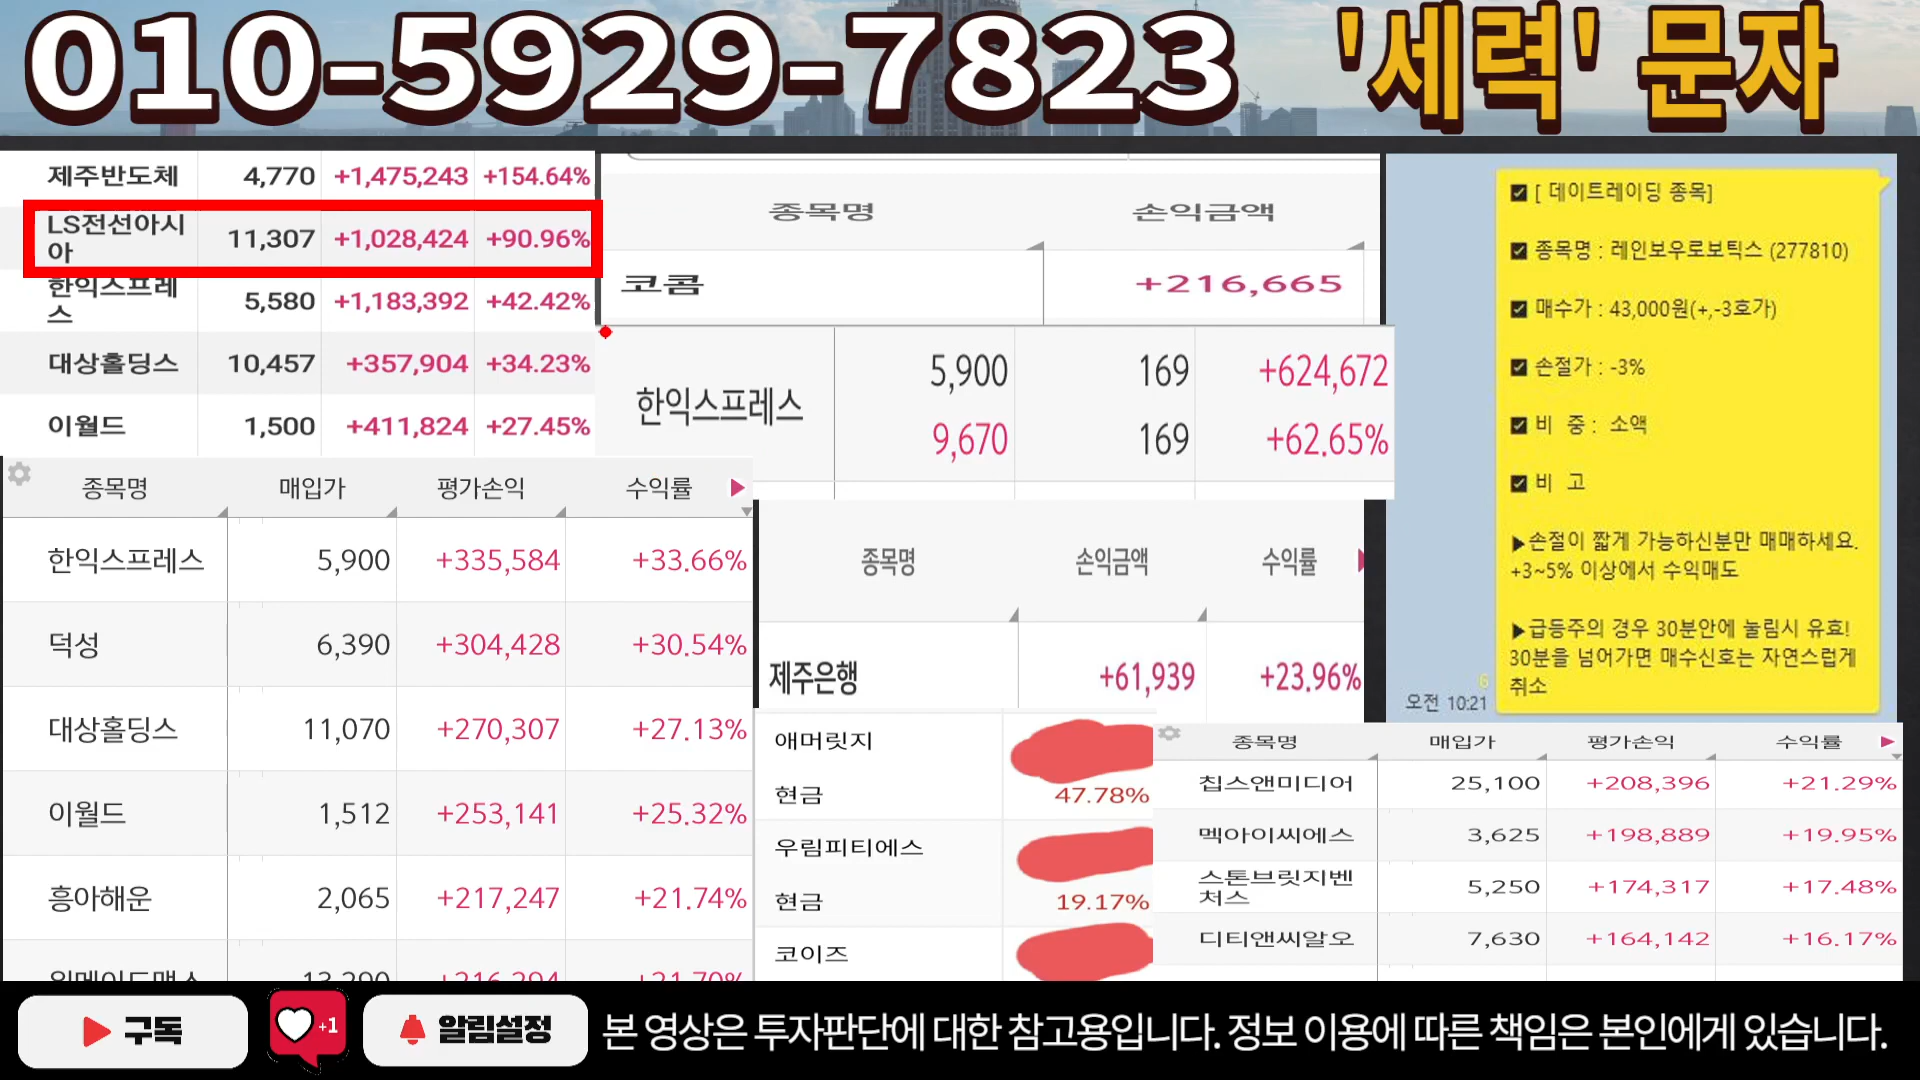 010-5929-7823 '세력' 문자
제주반도체 4,770 +1,475,243 +154.64%
LS전선아시아 11,307 +1,028,424 +90.96%
한익스프레스 5,580 +1,183,392 +42.42%
대상홀딩스 10,457 +357,904 +34.23%
이월드 1,500 +411,824 +27.45%
종목명 손익금액
코콤 +216,665
한익스프레스 5,900 169 +624,672
9,670 169 +62.65%
[ 데이트레이딩 종목]
종목명 : 레인보우로보틱스 (277810)
매수가 : 43,000원(+,-3호가)
손절가 : -3%
비 중 : 소액
비 고
▶손절이 짧게 가능하신분만 매매하세요.
+3~5% 이상에서 수익매도
▶급등주의 경우 30분안에 눌림시 유효!
30분을 넘어가면 매수신호는 자연스럽게
취소
6
오전 10:21
종목명 매입가 평가손익 수익률
한익스프레스 5,900 +335,584 +33.66%
덕성 6,390 +304,428 +30.54%
대상홀딩스 11,070 +270,307 +27.13%
이월드 1,512 +253,141 +25.32%
흥아해운 2,065 +217,247 +21.74%
종목명 손익금액 수익률
제주은행 +61,939 +23.96%
애머릿지
현금 47.78%
우림피티에스
현금 19.17%
코이즈
종목명 매입가 평가손익 수익률
칩스앤미디어 25,100 +208,396 +21.29%
멕아이씨에스 3,625 +198,889 +19.95%
스톤브릿지벤처스 5,250 +174,317 +17.48%
디티앤씨알오 7,630 +164,142 +16.17%
구독 +1 알림설정 본 영상은 투자판단에 대한 참고용입니다. 정보 이용에 따른 책임은 본인에게 있습니다.